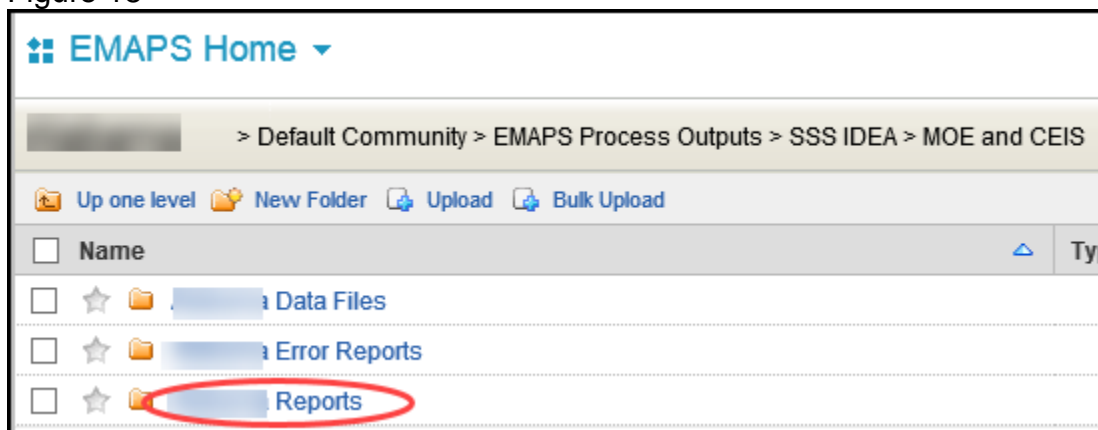 EMAPS Home
> Default Community > EMAPS Process Outputs > SSS IDEA > MOE and CEIS
Up one level New Folder Upload Bulk Upload
Name
Data Files
Error Reports
Reports